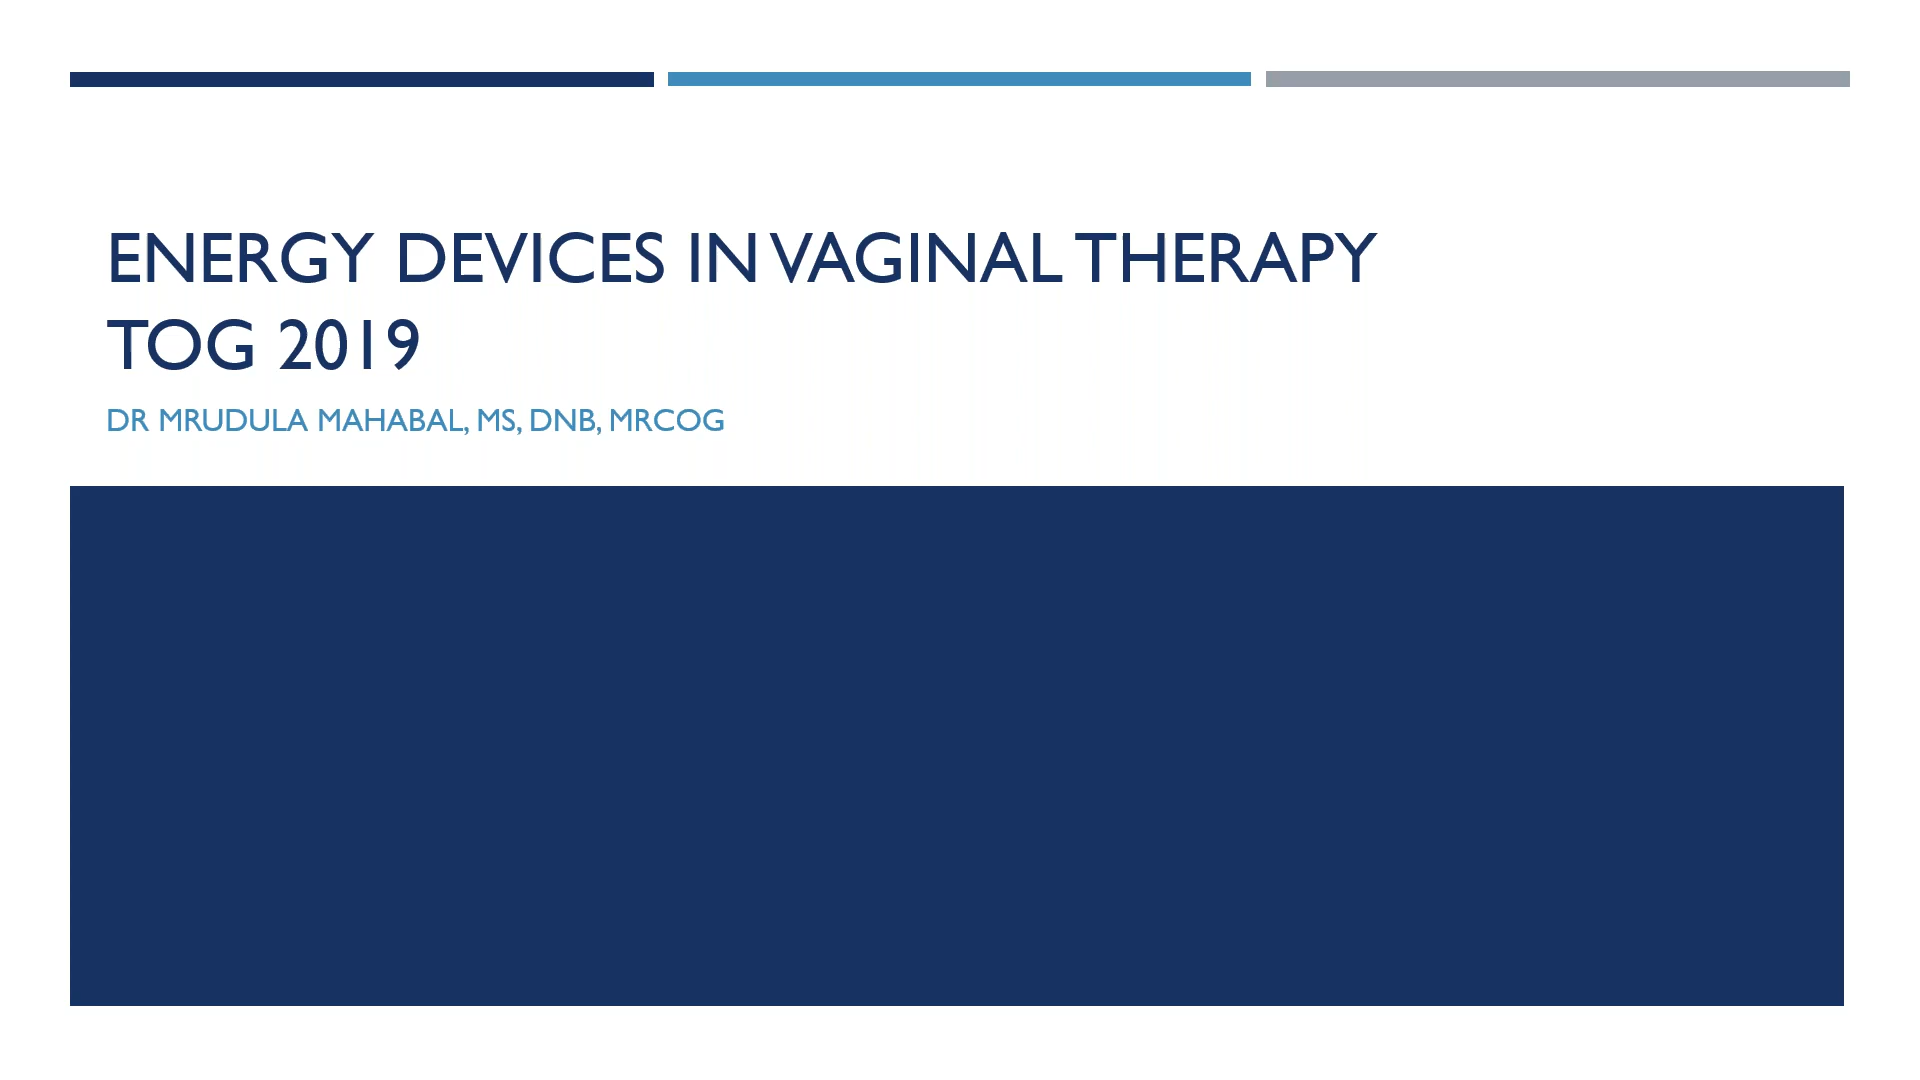 ENERGY DEVICES IN VAGINAL THERAPY
TOG 2019
DR MRUDULA MAHABAL, MS, DNB, MRCOG